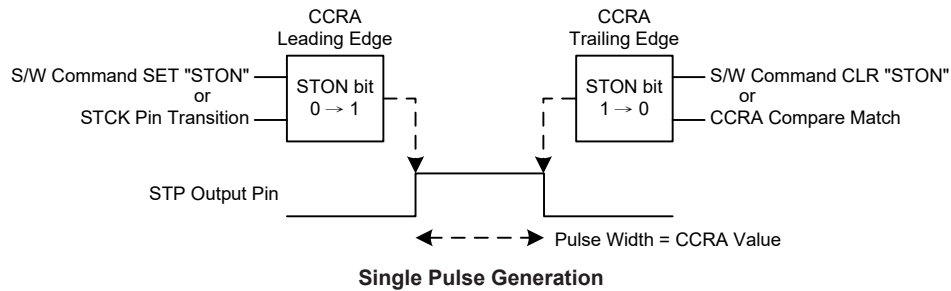 CCRA
Leading Edge
CCRA
Trailing Edge
S/W Command SET "STON"
or
STCK Pin Transition
STON bit
0 → 1
STON bit
1 → 0
S/W Command CLR "STON"
or
CCRA Compare Match
STP Output Pin
Pulse Width = CCRA Value
Single Pulse Generation